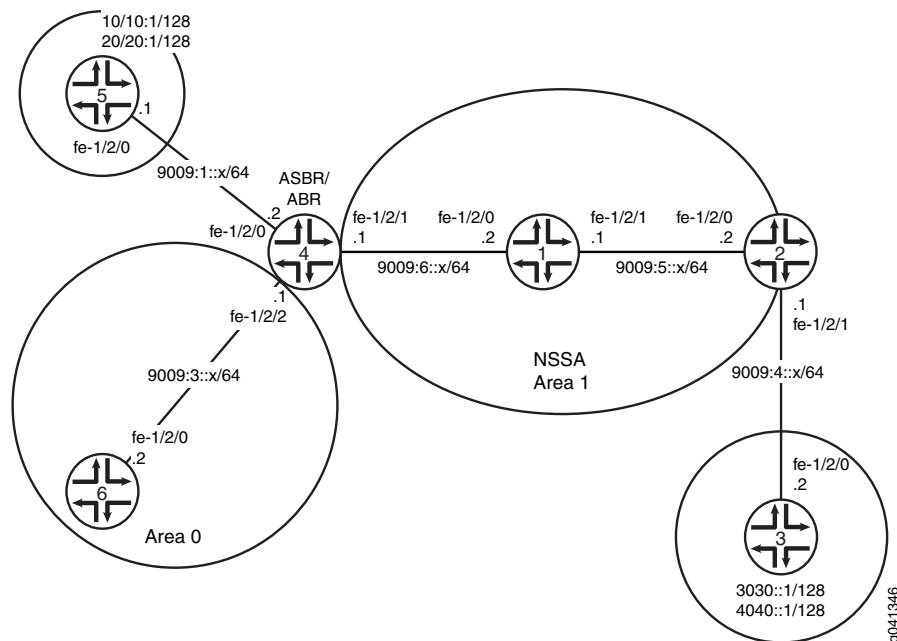 10/10:1/128
20/20:1/128
5
.1
fe-1/2/0
9009:1::x/64
ASBR/
ABR
.2
fe-1/2/0
4
fe-1/2/1
.1
9009:6::x/64
fe-1/2/0
.2
1
fe-1/2/1
.1
9009:5::x/64
fe-1/2/0
.2
2
.1
fe-1/2/1
.1
fe-1/2/2
NSSA
Area 1
9009:3::x/64
9009:4::x/64
fe-1/2/0
.2
6
Area 0
fe-1/2/0
.2
3
3030::1/128
4040::1/128
g041346